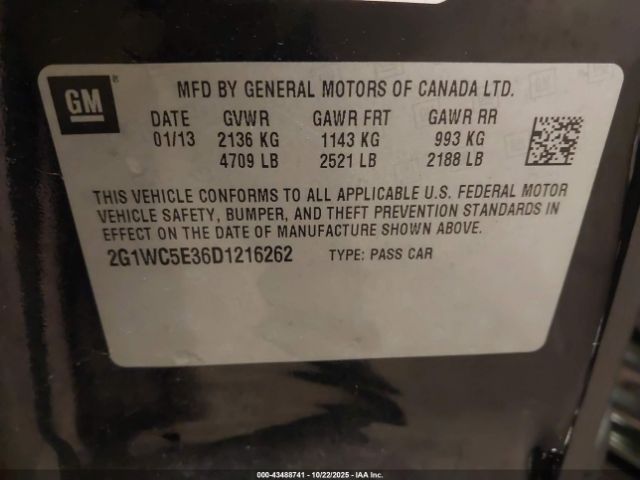 GM
MFD BY GENERAL MOTORS OF CANADA LTD.
DATE GVWR GAWR FRT GAWR RR
01/13 2136 KG 1143 KG 993 KG
4709 LB 2521 LB 2188 LB
THIS VEHICLE CONFORMS TO ALL APPLICABLE U.S. FEDERAL MOTOR
VEHICLE SAFETY, BUMPER, AND THEFT PREVENTION STANDARDS IN
EFFECT ON THE DATE OF MANUFACTURE SHOWN ABOVE.
2G1WC5E36D1216262 TYPE: PASS CAR
000-43488741 - 10/22/2025 - IAA Inc.